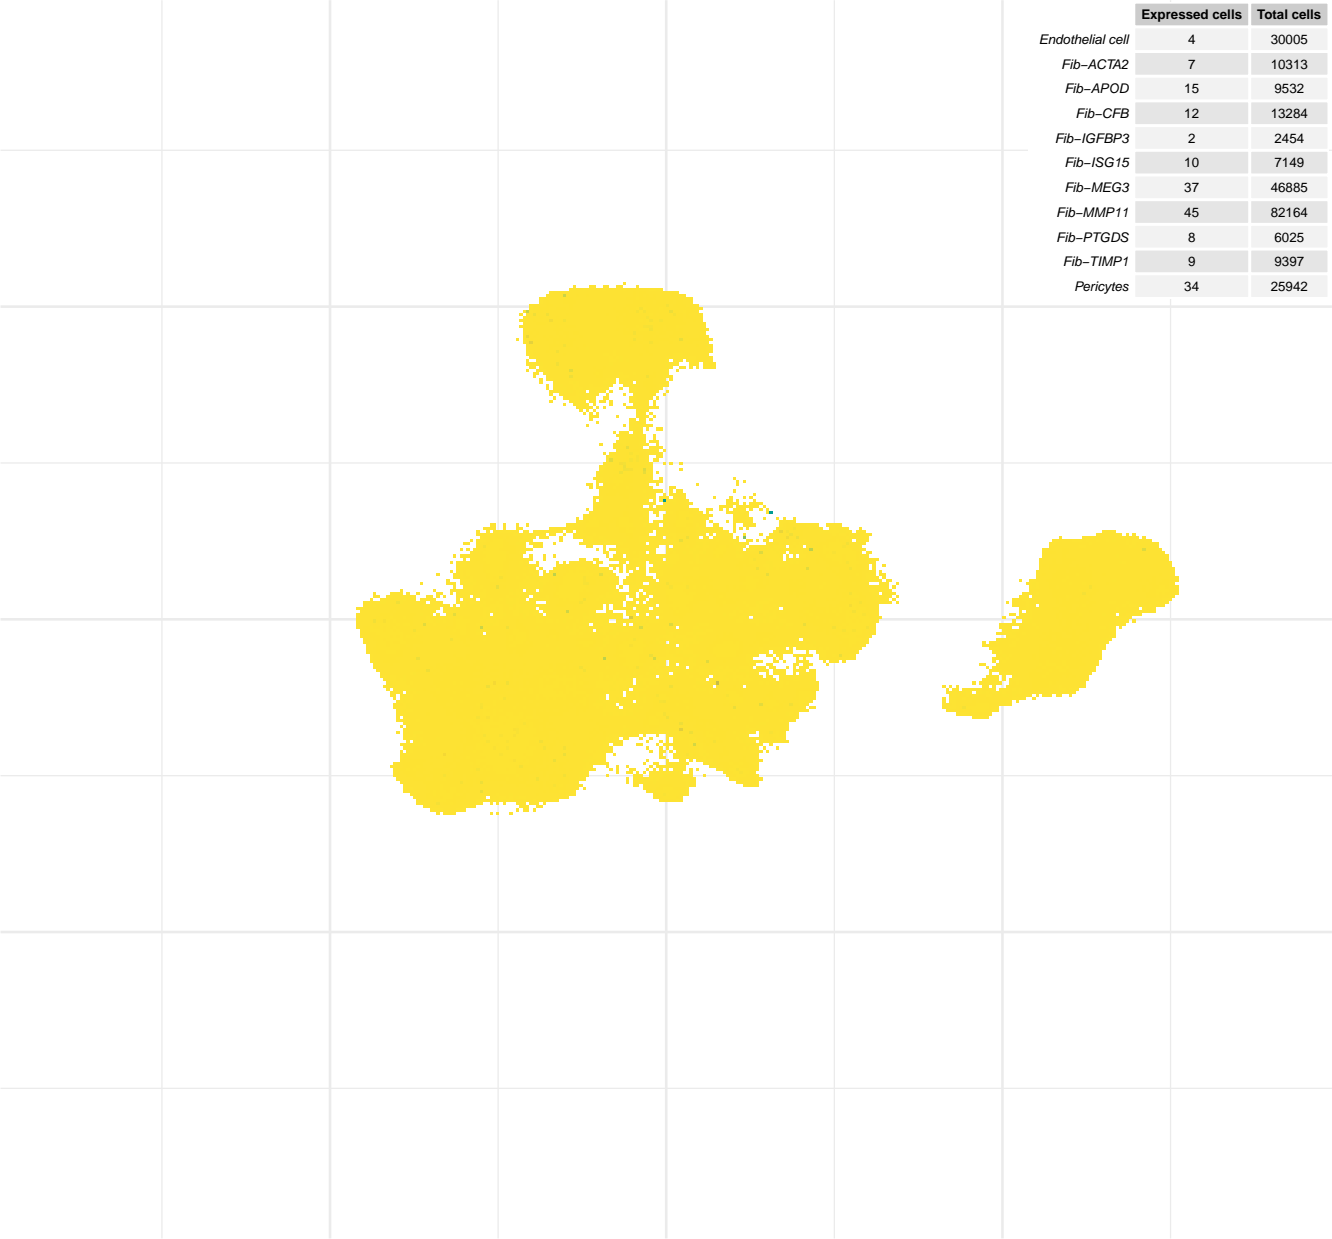 Expressed cells Total cells
Endothelial cell 4 30005
Fib−ACTA2 7 10313
Fib−APOD 15 9532
Fib−CFB 12 13284
Fib−IGFBP3 2 2454
Fib−ISG15 10 7149
Fib−MEG3 37 46885
Fib−MMP11 45 82164
Fib−PTGDS 8 6025
Fib−TIMP1 9 9397
Pericytes 34 25942